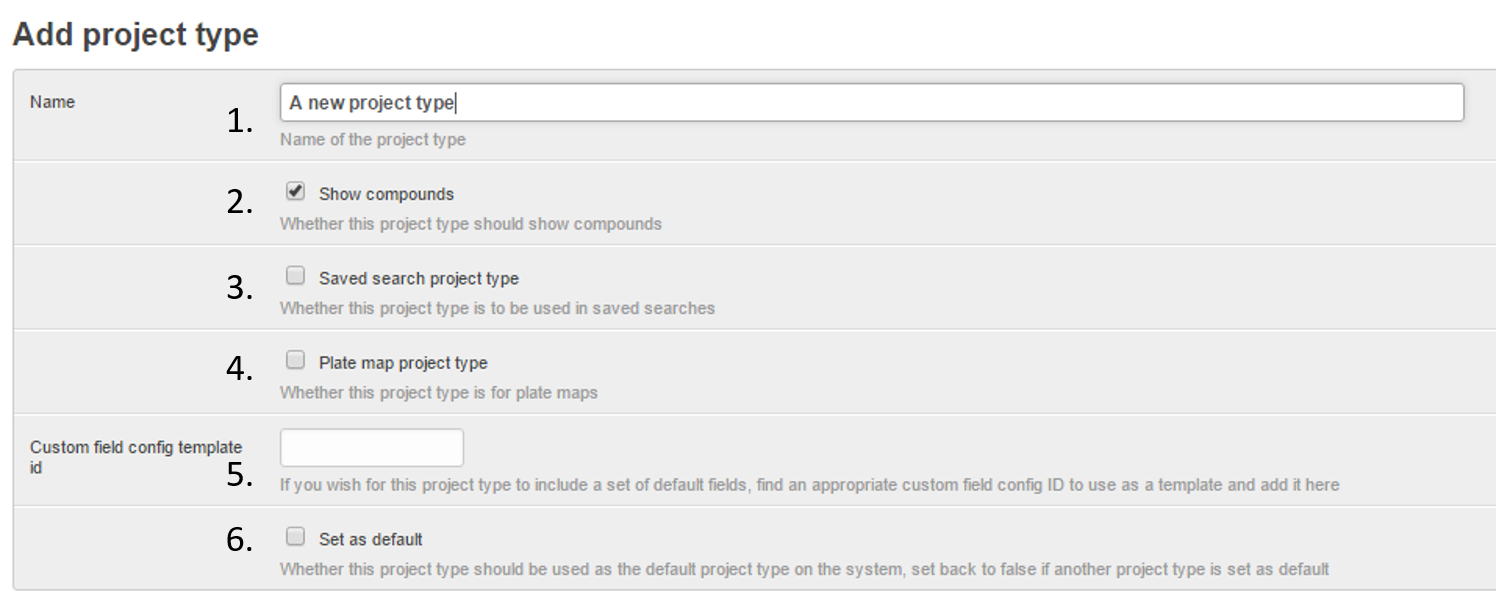 Add project type
Name
1.
A new project type
Name of the project type
2.
Show compounds
Whether this project type should show compounds
3.
Saved search project type
Whether this project type is to be used in saved searches
4.
Plate map project type
Whether this project type is for plate maps
Custom field config template
id
5.
If you wish for this project type to include a set of default fields, find an appropriate custom field config ID to use as a template and add it here
6.
Set as default
Whether this project type should be used as the default project type on the system, set back to false if another project type is set as default